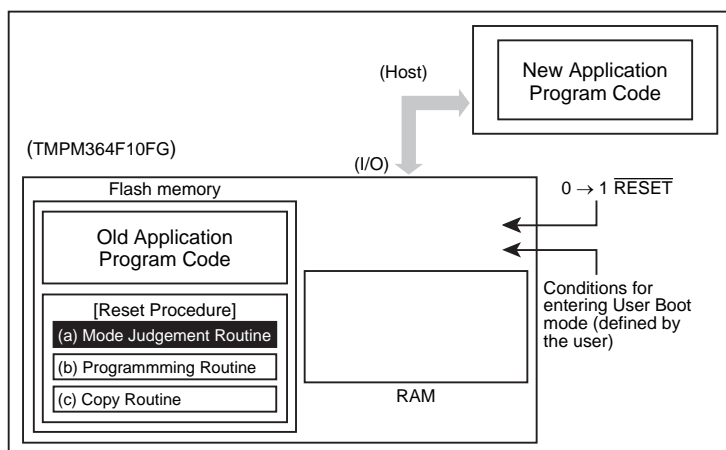 (Host)
New Application
Program Code
(TMPM364F10FG)
(I/O)
Flash memory
0 → 1 RESET
Old Application
Program Code
Conditions for
entering User Boot
mode (defined by
the user)
[Reset Procedure]
(a) Mode Judgement Routine
(b) Programmming Routine
(c) Copy Routine
RAM